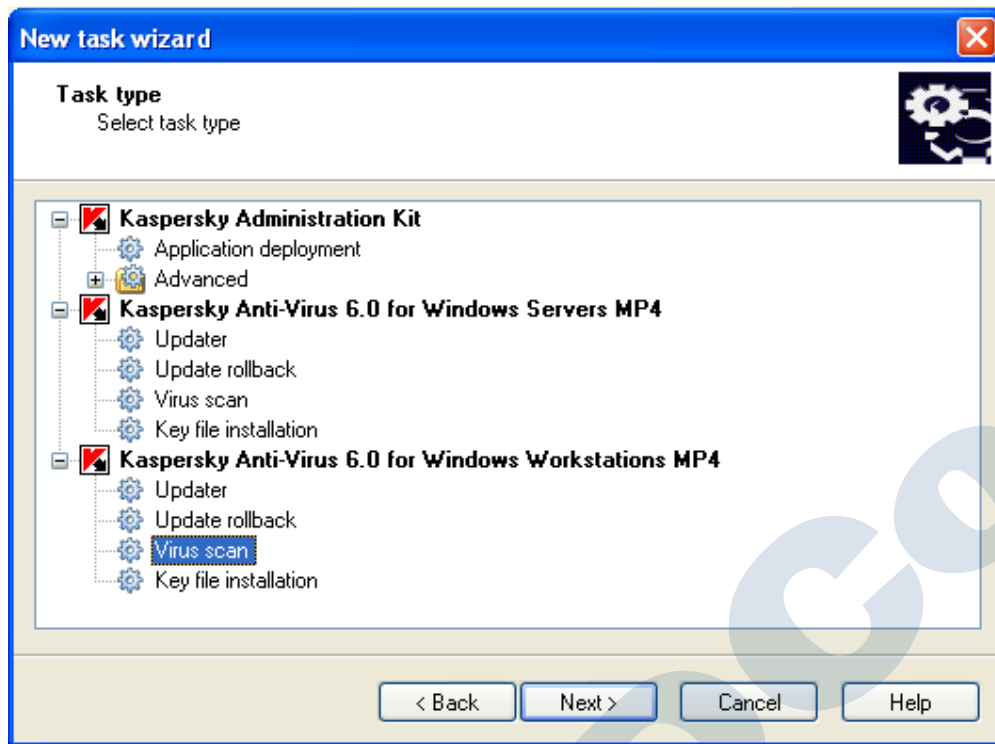 New task wizard
Task type
Select task type
Kaspersky Administration Kit
Application deployment
Advanced
Kaspersky Anti-Virus 6.0 for Windows Servers MP4
Updater
Update rollback
Virus scan
Key file installation
Kaspersky Anti-Virus 6.0 for Windows Workstations MP4
Updater
Update rollback
Virus scan
Key file installation
< Back Next > Cancel Help